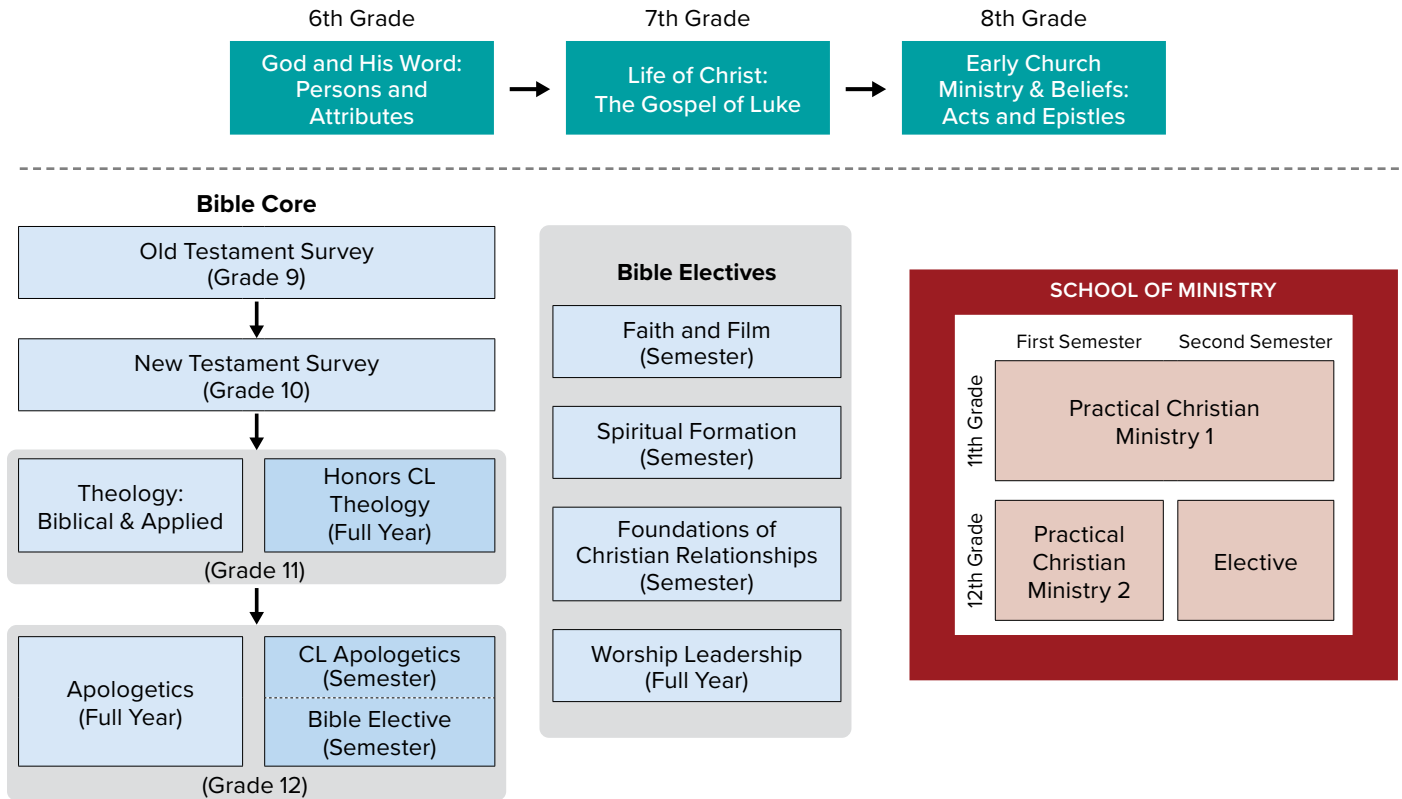 6th Grade
7th Grade
8th Grade
God and His Word:
Persons and
Attributes
Life of Christ:
The Gospel of Luke
Early Church
Ministry & Beliefs:
Acts and Epistles
Bible Core
Old Testament Survey
(Grade 9)
New Testament Survey
(Grade 10)
Theology:
Biblical & Applied
Honors CL
Theology
(Full Year)
(Grade 11)
Apologetics
(Full Year)
CL Apologetics
(Semester)
Bible Elective
(Semester)
(Grade 12)
Bible Electives
Faith and Film
(Semester)
Spiritual Formation
(Semester)
Foundations of
Christian Relationships
(Semester)
Worship Leadership
(Full Year)
SCHOOL OF MINISTRY
First Semester
Second Semester
11th Grade
Practical Christian
Ministry 1
12th Grade
Practical
Christian
Ministry 2
Elective